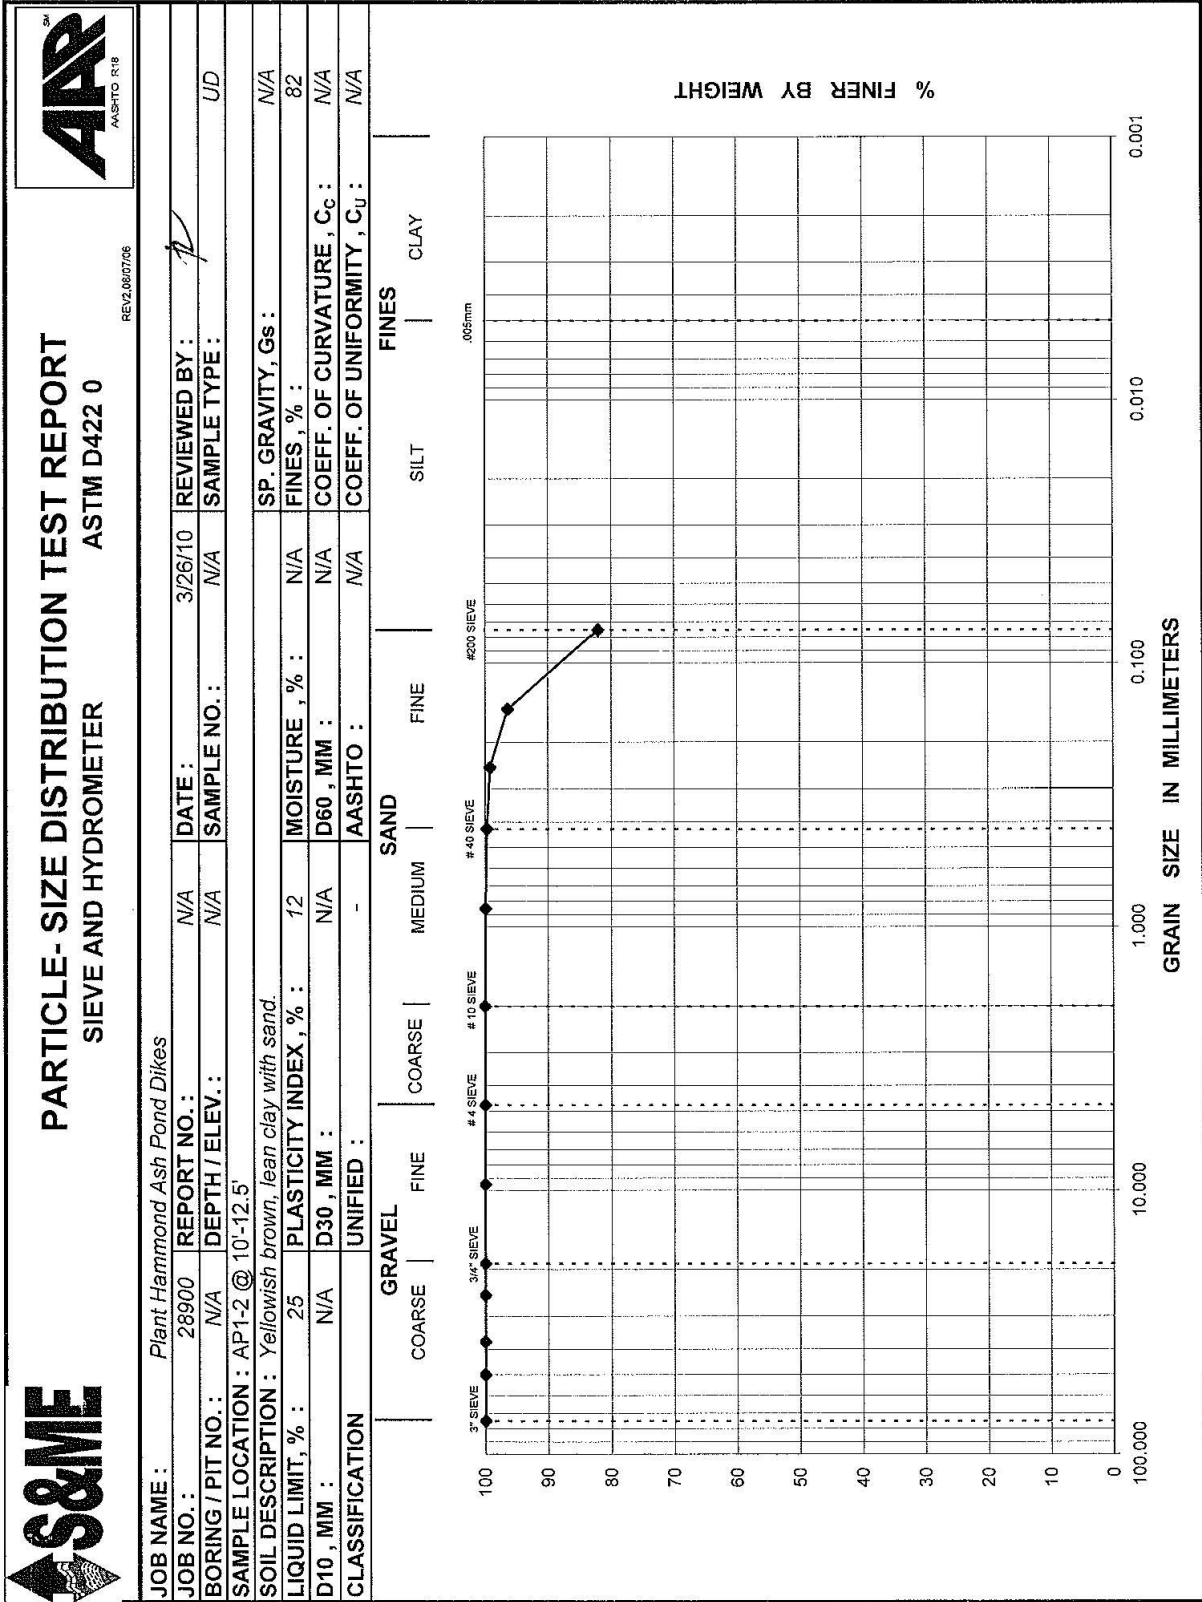 S&ME
PARTICLE- SIZE DISTRIBUTION TEST REPORT
SIEVE AND HYDROMETER ASTM D422 0
AAP SM
AASHTO R18
REV2,08/07/06
JOB NAME : Plant Hammond Ash Pond Dikes
JOB NO. : 28900 REPORT NO. : N/A DATE : 3/26/10 REVIEWED BY :
BORING / PIT NO. : N/A DEPTH / ELEV. : N/A SAMPLE NO. : N/A SAMPLE TYPE : UD
SAMPLE LOCATION : AP1-2 @ 10'-12.5'
SOIL DESCRIPTION : Yellowish brown, lean clay with sand. SP. GRAVITY, Gs : N/A
LIQUID LIMIT, % : 25 PLASTICITY INDEX , % : 12 MOISTURE , % : N/A FINES , % : 82
D10 , MM : N/A D30 , MM : N/A D60 , MM : N/A COEFF. OF CURVATURE , CC : N/A
CLASSIFICATION UNIFIED : - AASHTO : N/A COEFF. OF UNIFORMITY , CU : N/A
GRAVEL SAND FINES
COARSE FINE COARSE MEDIUM FINE SILT CLAY
3" SIEVE 3/4" SIEVE # 4 SIEVE # 10 SIEVE # 40 SIEVE #200 SIEVE .005mm
100
90
80
70
60
50
40
30
20
10
0
% FINER BY WEIGHT
100.000 10.000 1.000 0.100 0.010 0.001
GRAIN SIZE IN MILLIMETERS